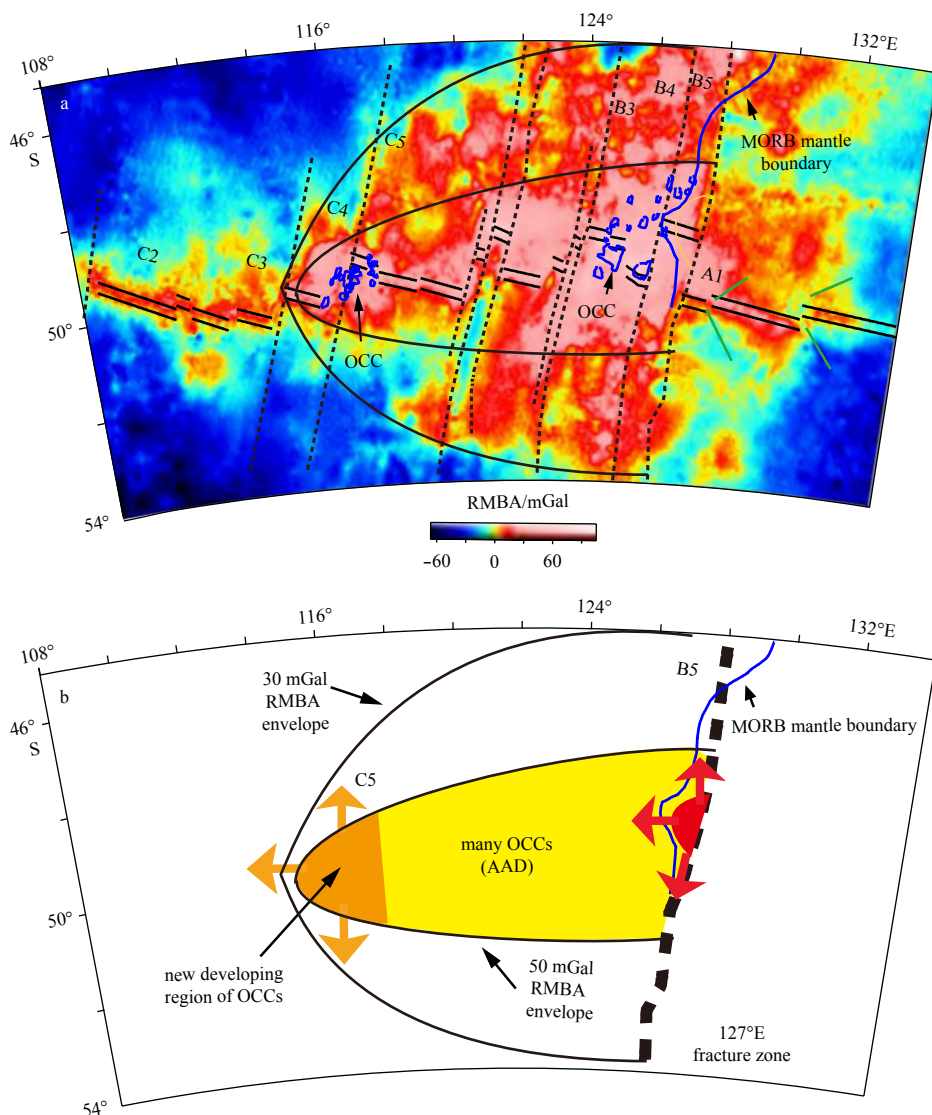 116°
124°
132°E
108°
a
46°
S
50°
54°
C2
C3
C4
C5
B3
B4
B5
A1
MORB mantle
boundary
OCC
OCC
RMBA/mGal
−60
0
60
116°
124°
132°E
108°
b
46°
S
50°
54°
30 mGal
RMBA
envelope
B5
MORB mantle boundary
C5
many OCCs
(AAD)
new developing
region of OCCs
50 mGal
RMBA
envelope
127°E
fracture zone